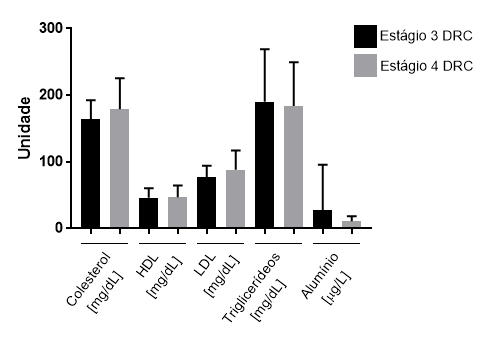 300
200
100
0
Unidade
Estágio 3 DRC
Estágio 4 DRC
Colesterol
[mg/dL]
HDL
[mg/dL]
LDL
[mg/dL]
Triglicerídeos
[mg/dL]
Alumínio
[µg/L]